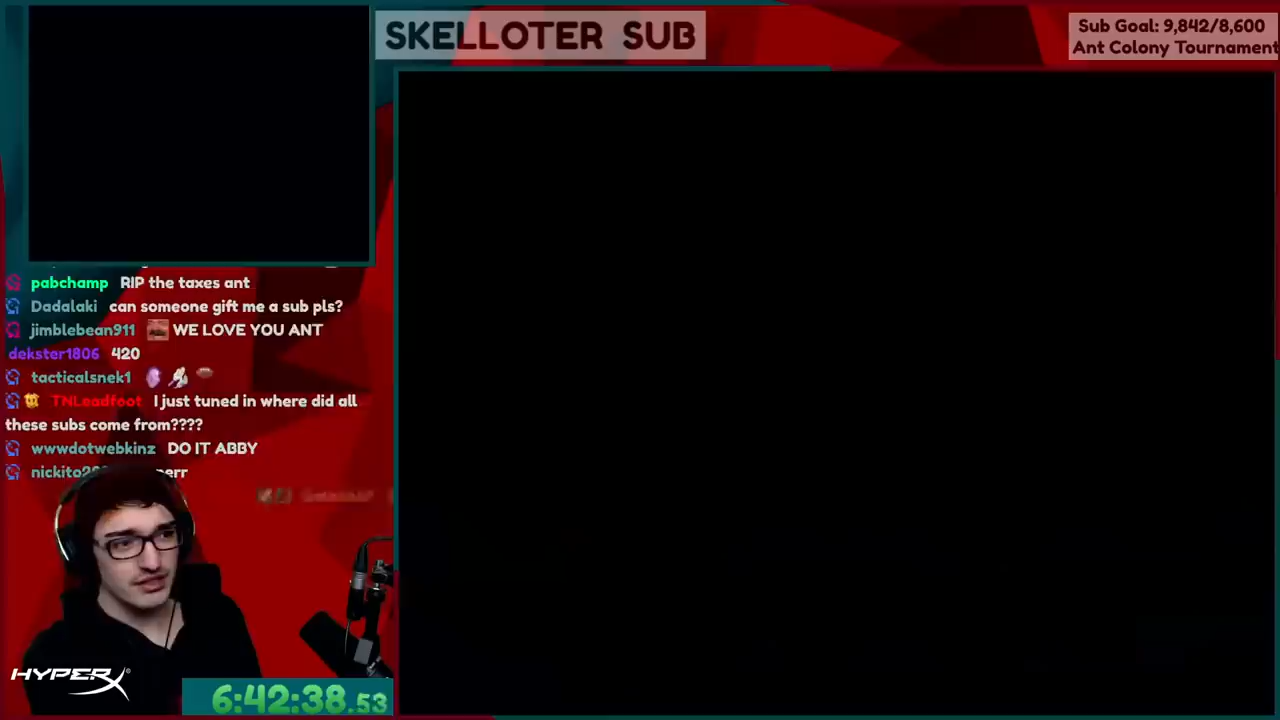 SKELLOTER SUB
Sub Goal: 9,842/8,600
Ant Colony Tournament
pabchamp RIP the taxes ant
Dadalaki can someone gift me a sub pls?
jimblebean911 WE LOVE YOU ANT
dekster1806 420
tacticalsnek1
TNLeadfoot I just tuned in where did all
these subs come from????
wwwdotwebkinz DO IT ABBY
HYPERX
6:42:38.53